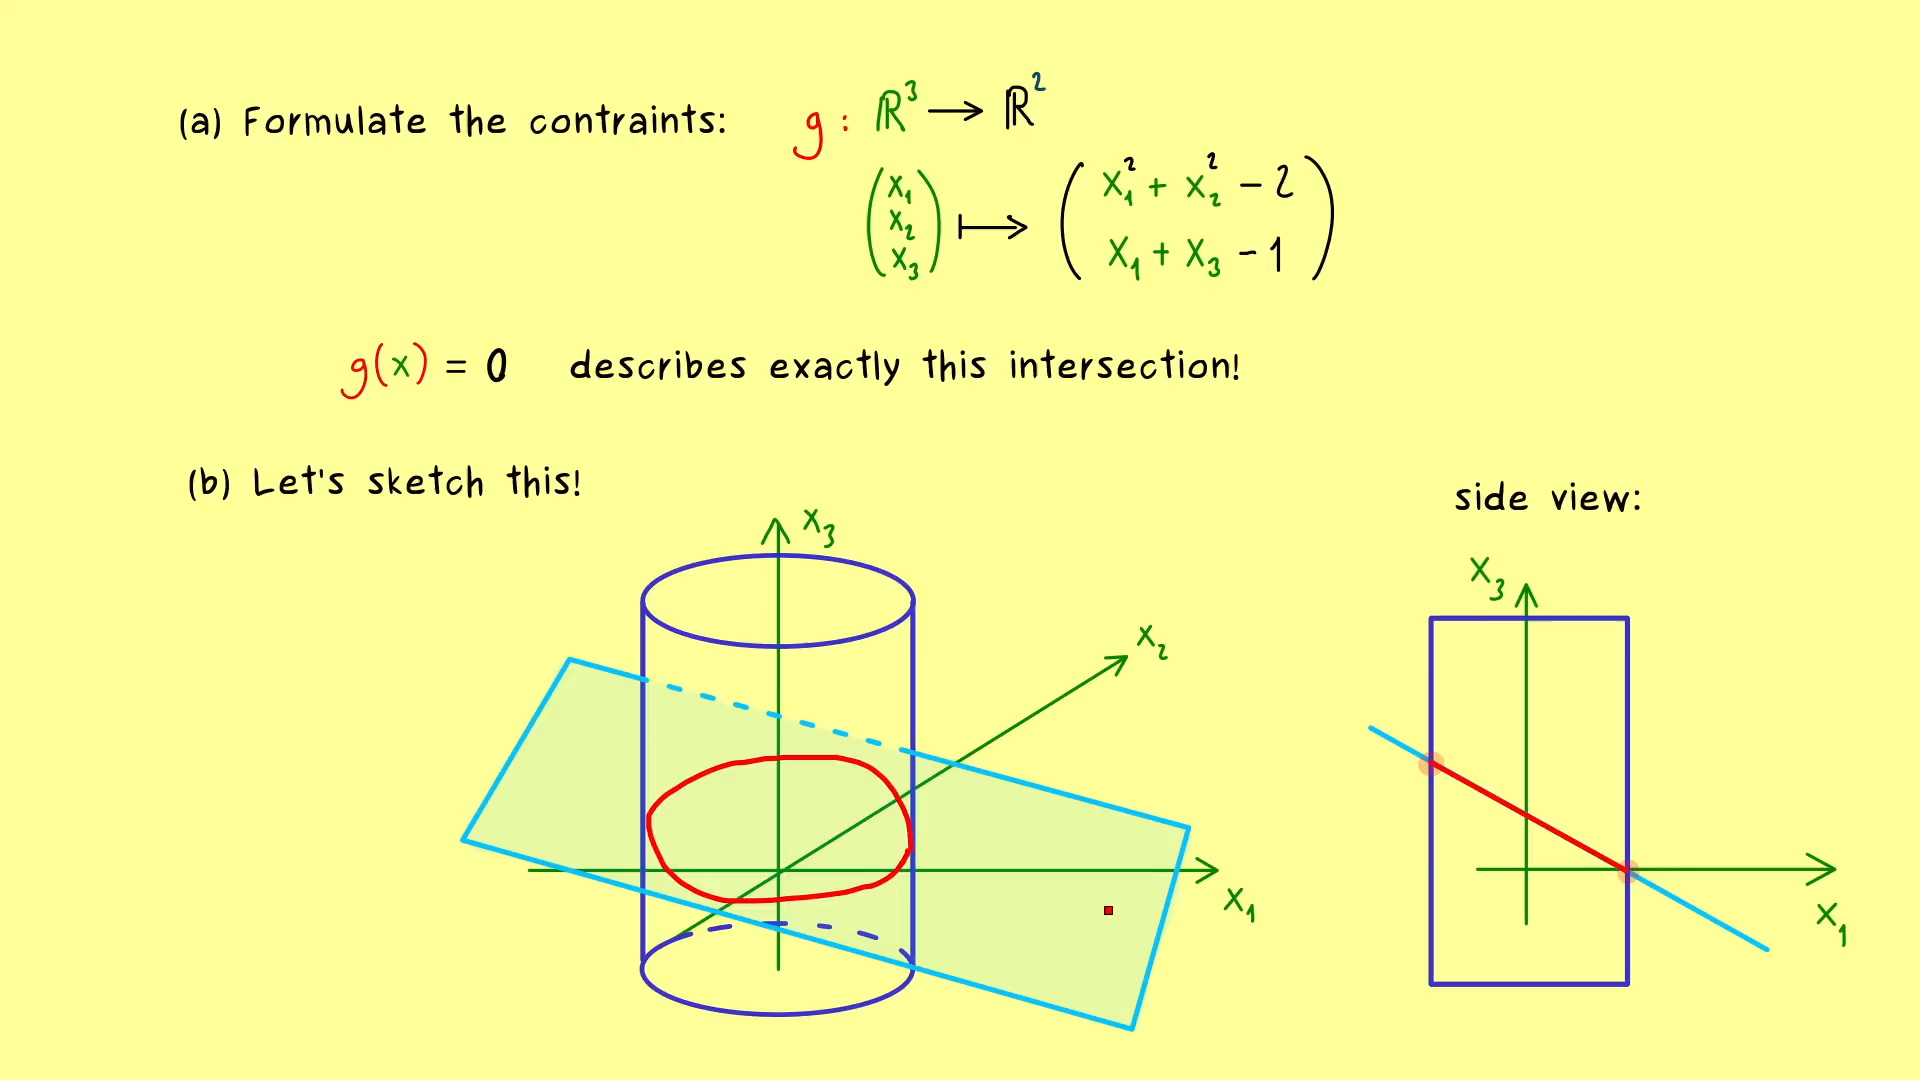 (a) Formulate the contraints: g : ℝ³ ⟶ ℝ²
(x₁ x₂ x₃) ⟼ (x₁² + x₂² − 2
x₁ + x₃ − 1)
g(x) = 0 describes exactly this intersection!
(b) Let's sketch this!
side view:
x₃
x₃
x₂
x₁
x₁